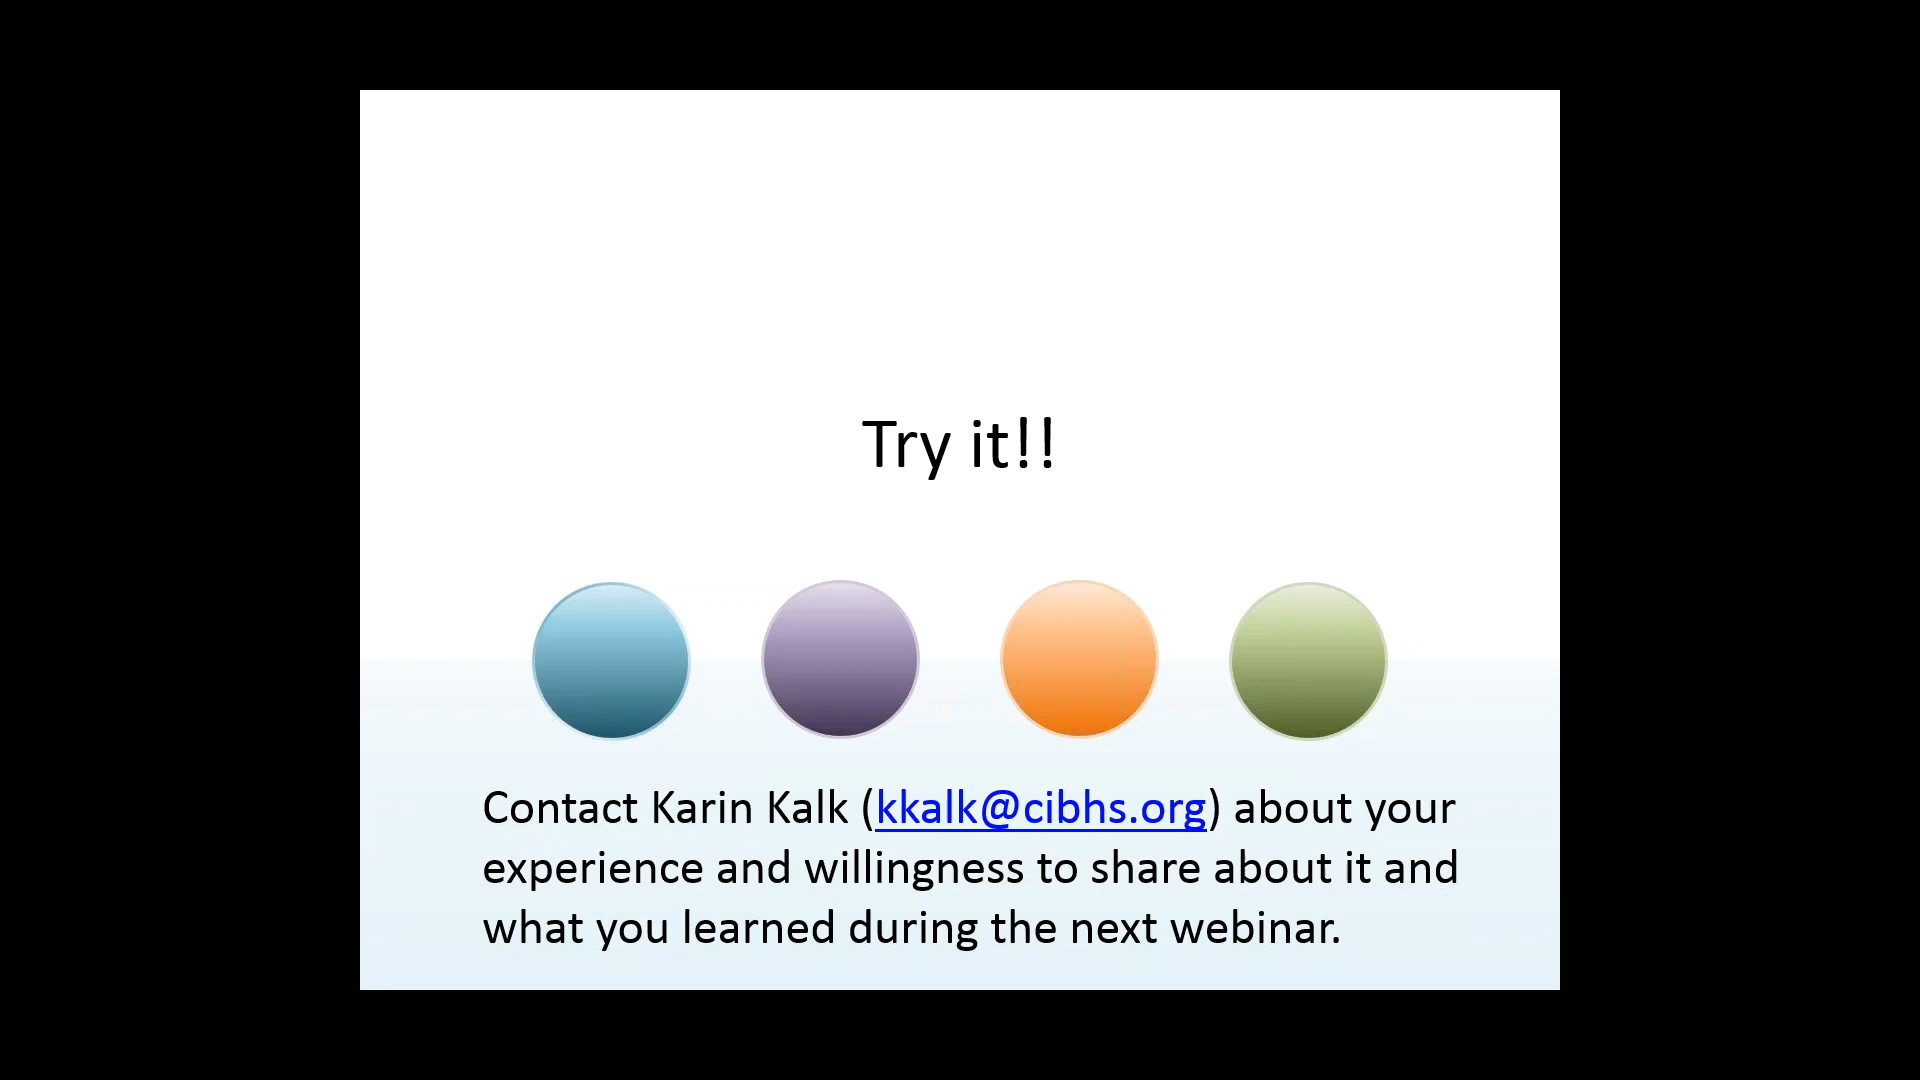 Try it!!
Contact Karin Kalk (kkalk@cibhs.org) about your
experience and willingness to share about it and
what you learned during the next webinar.